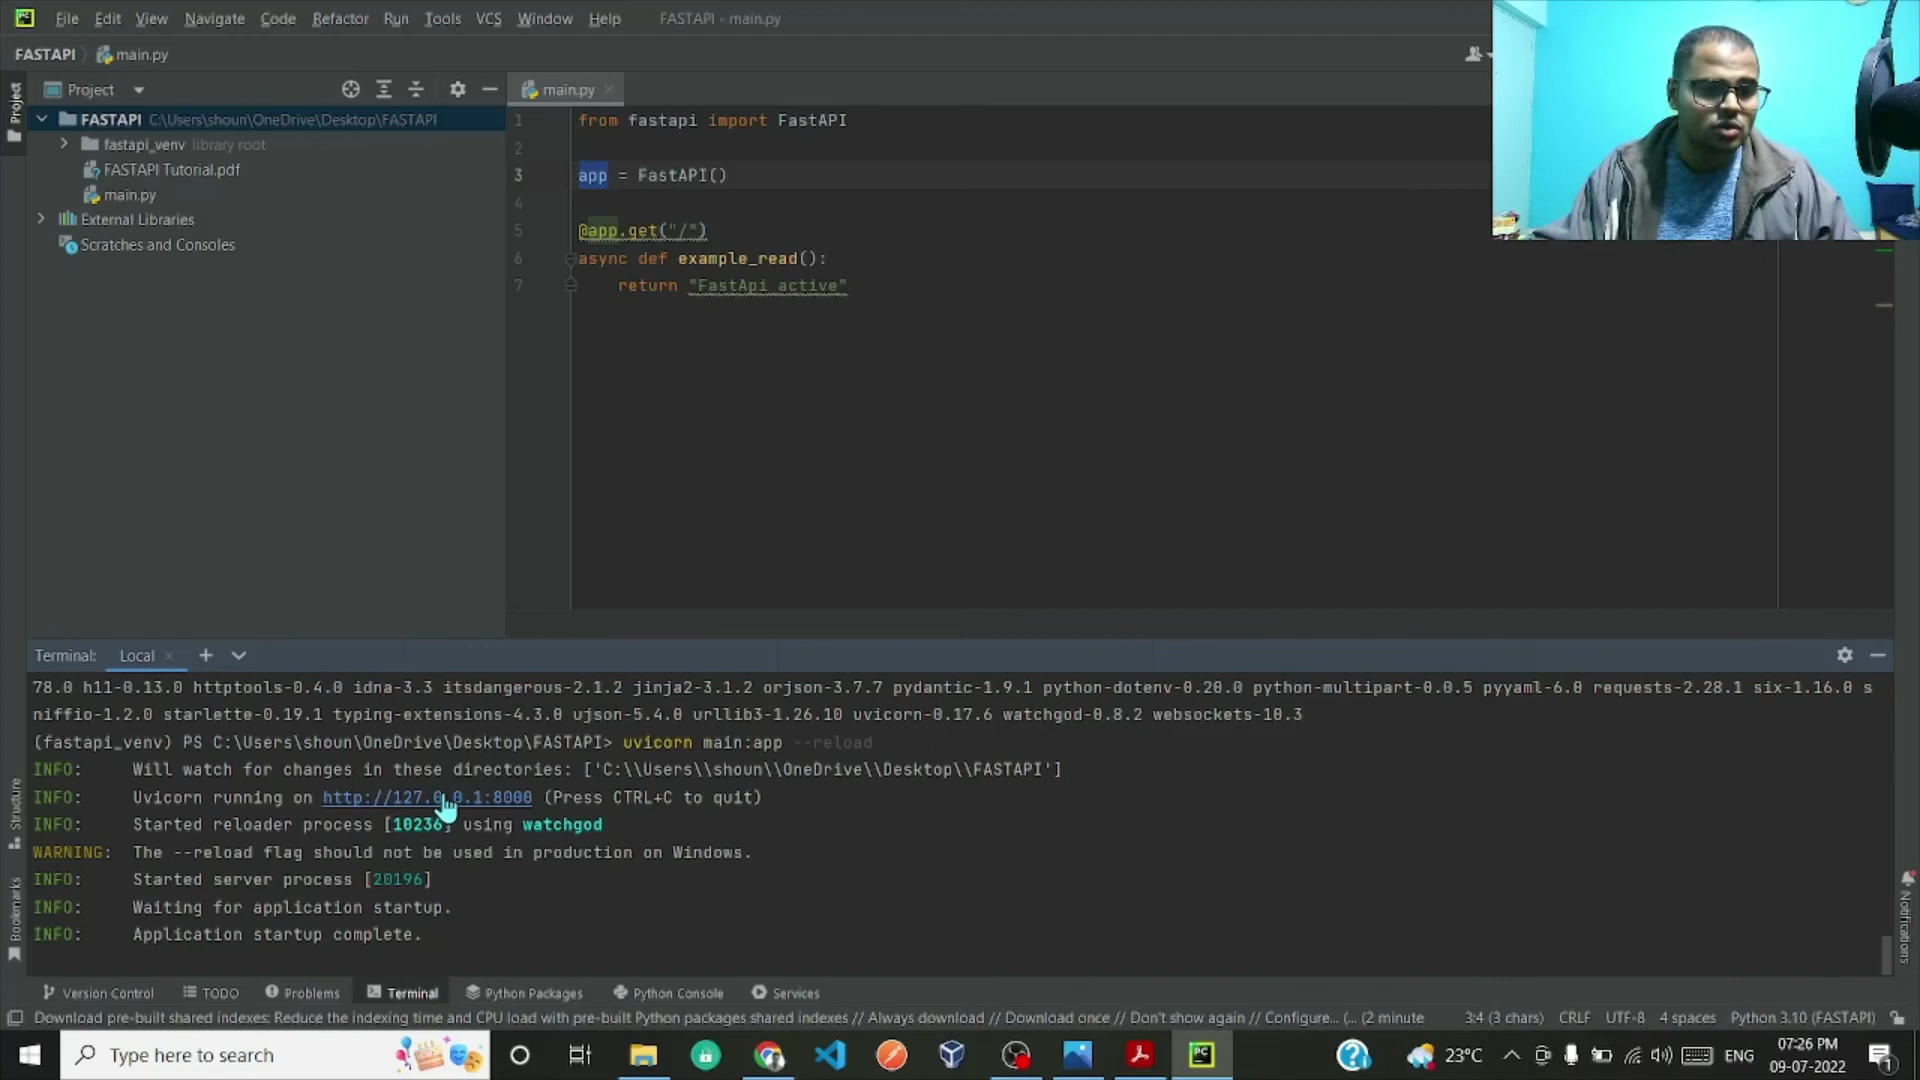 File Edit View Navigate Code Refactor Run Tools VCS Window Help FASTAPI - main.py
FASTAPI main.py
Project
Project
main.py
FASTAPI C:\Users\shoun\OneDrive\Desktop\FASTAPI
fastapi_venv library root
FASTAPI Tutorial.pdf
main.py
External Libraries
Scratches and Consoles
1 from fastapi import FastAPI
2
3 app = FastAPI()
4
5 @app.get("/")
6 async def example_read():
7 return "FastApi active"
Terminal: Local
78.0 h11-0.13.0 httptools-0.4.0 idna-3.3 itsdangerous-2.1.2 jinja2-3.1.2 orjson-3.7.7 pydantic-1.9.1 python-dotenv-0.20.0 python-multipart-0.0.5 pyyaml-6.0 requests-2.28.1 six-1.16.0 s
niffio-1.2.0 starlette-0.19.1 typing-extensions-4.3.0 ujson-5.4.0 urllib3-1.26.10 uvicorn-0.17.6 watchgod-0.8.2 websockets-10.3
(fastapi_venv) PS C:\Users\shoun\OneDrive\Desktop\FASTAPI> uvicorn main:app --reload
INFO: Will watch for changes in these directories: ['C:\\Users\\shoun\\OneDrive\\Desktop\\FASTAPI']
INFO: Uvicorn running on http://127.0.0.1:8000 (Press CTRL+C to quit)
INFO: Started reloader process [10236] using watchgod
WARNING: The --reload flag should not be used in production on Windows.
INFO: Started server process [20196]
INFO: Waiting for application startup.
INFO: Application startup complete.
Structure
Bookmarks
Notifications
Version Control TODO Problems Terminal Python Packages Python Console Services
Download pre-built shared indexes: Reduce the indexing time and CPU load with pre-built Python packages shared indexes // Always download // Download once // Don't show again // Configure... (... (2 minute 3:4 (3 chars) CRLF UTF-8 4 spaces Python 3.10 (FASTAPI)
Type here to search
PC
23°C
ENG
07:26 PM
09-07-2022
1